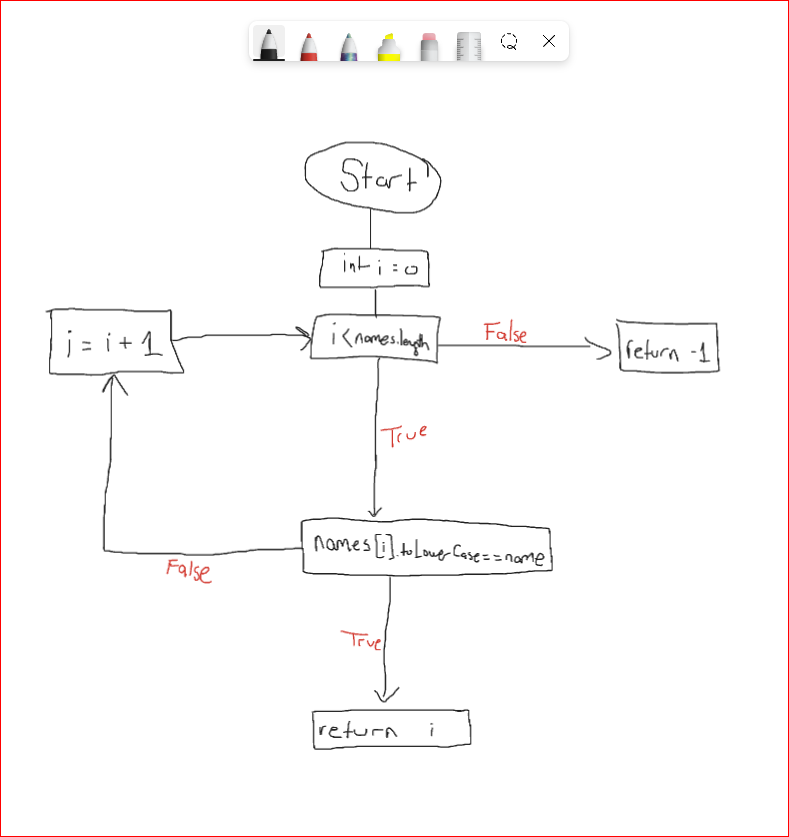 Start
int i = 0
i = i + 1
i < names.length
False
return -1
True
names[i].toLowerCase==name
False
True
return i